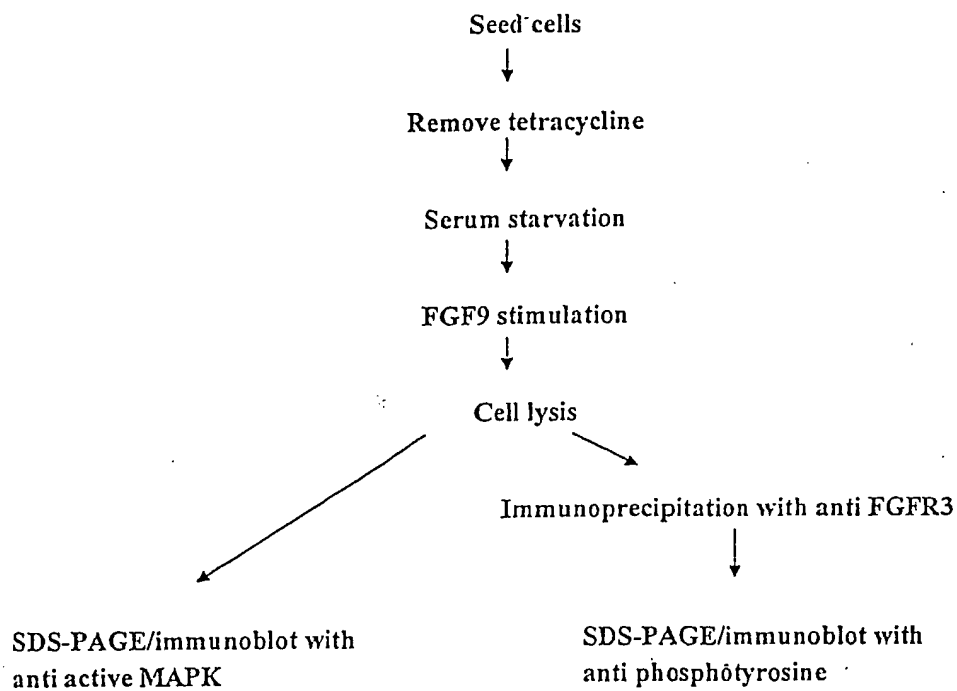 Seed cells
Remove tetracycline
Serum starvation
FGF9 stimulation
Cell lysis
Immunoprecipitation with anti FGFR3
SDS-PAGE/immunoblot with
anti active MAPK
SDS-PAGE/immunoblot with
anti phosphotyrosine